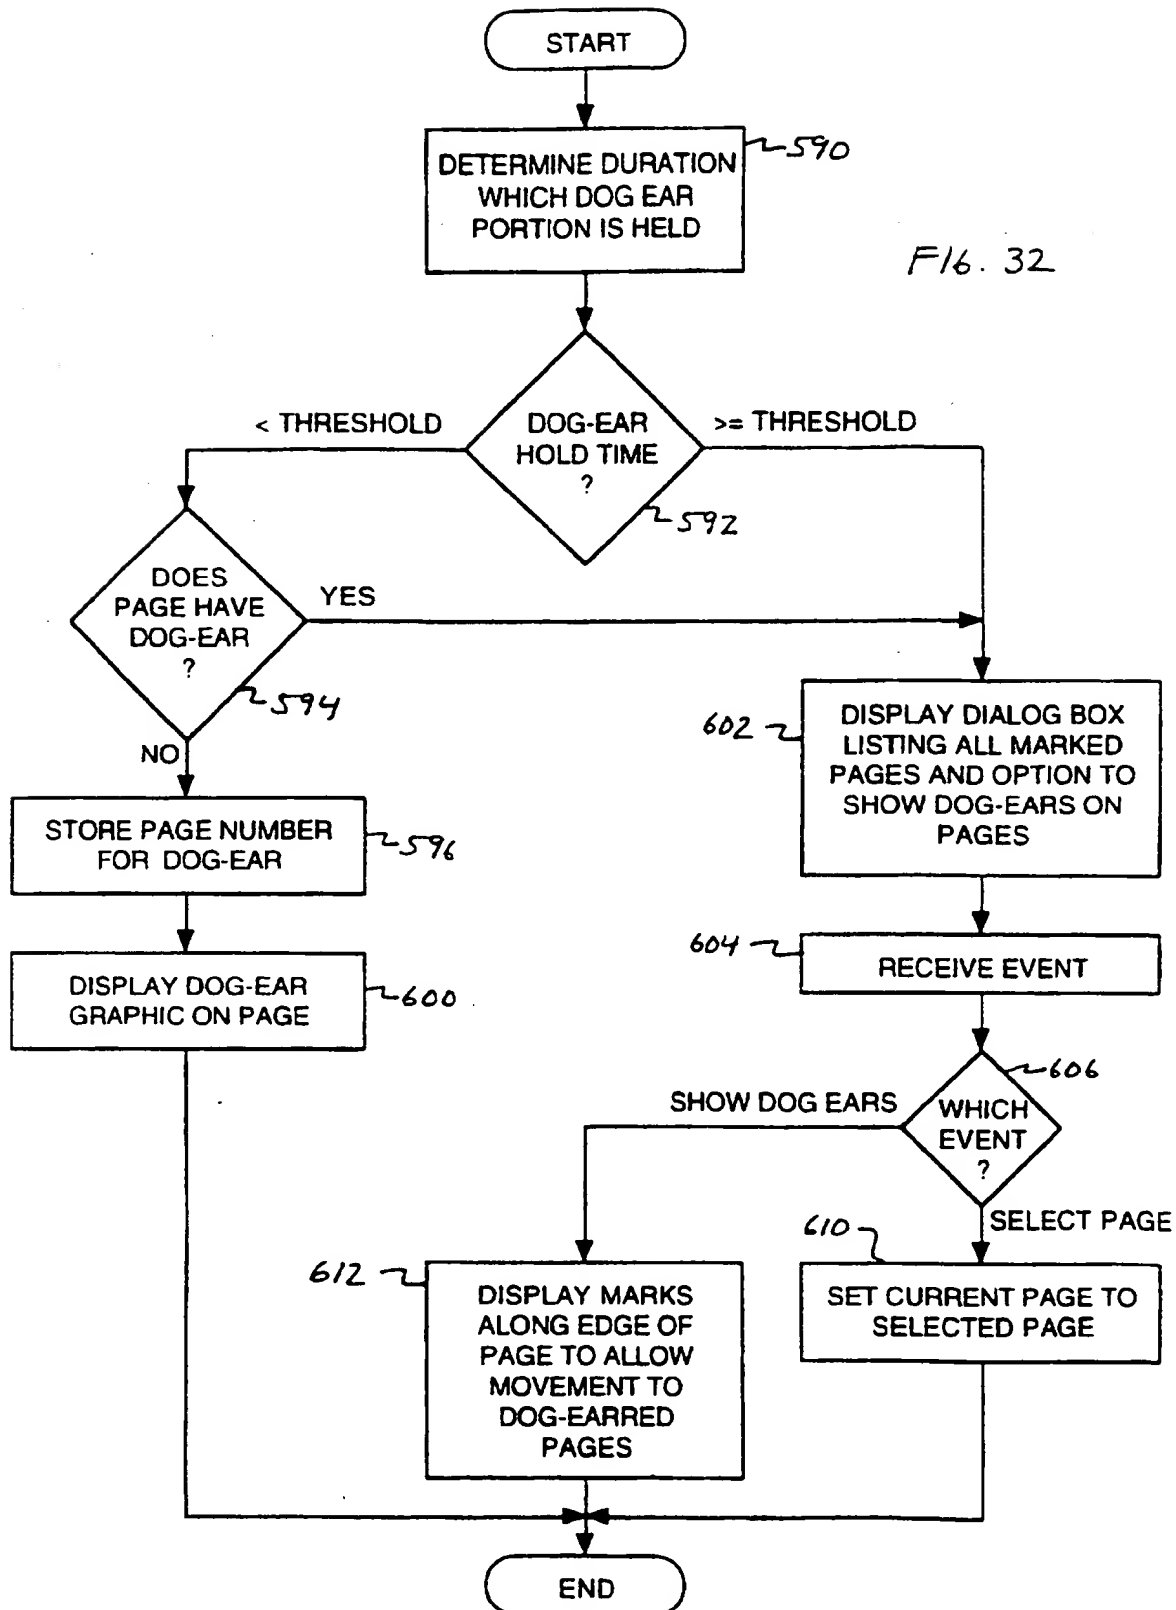 START
DETERMINE DURATION
WHICH DOG EAR
PORTION IS HELD
590
FIG. 32
< THRESHOLD
DOG-EAR
HOLD TIME
?
>= THRESHOLD
592
DOES
PAGE HAVE
DOG-EAR
?
YES
594
NO
STORE PAGE NUMBER
FOR DOG-EAR
596
DISPLAY DOG-EAR
GRAPHIC ON PAGE
600
602
DISPLAY DIALOG BOX
LISTING ALL MARKED
PAGES AND OPTION TO
SHOW DOG-EARS ON
PAGES
604
RECEIVE EVENT
606
SHOW DOG EARS
WHICH
EVENT
?
SELECT PAGE
610
SET CURRENT PAGE TO
SELECTED PAGE
612
DISPLAY MARKS
ALONG EDGE OF
PAGE TO ALLOW
MOVEMENT TO
DOG-EARRED
PAGES
END